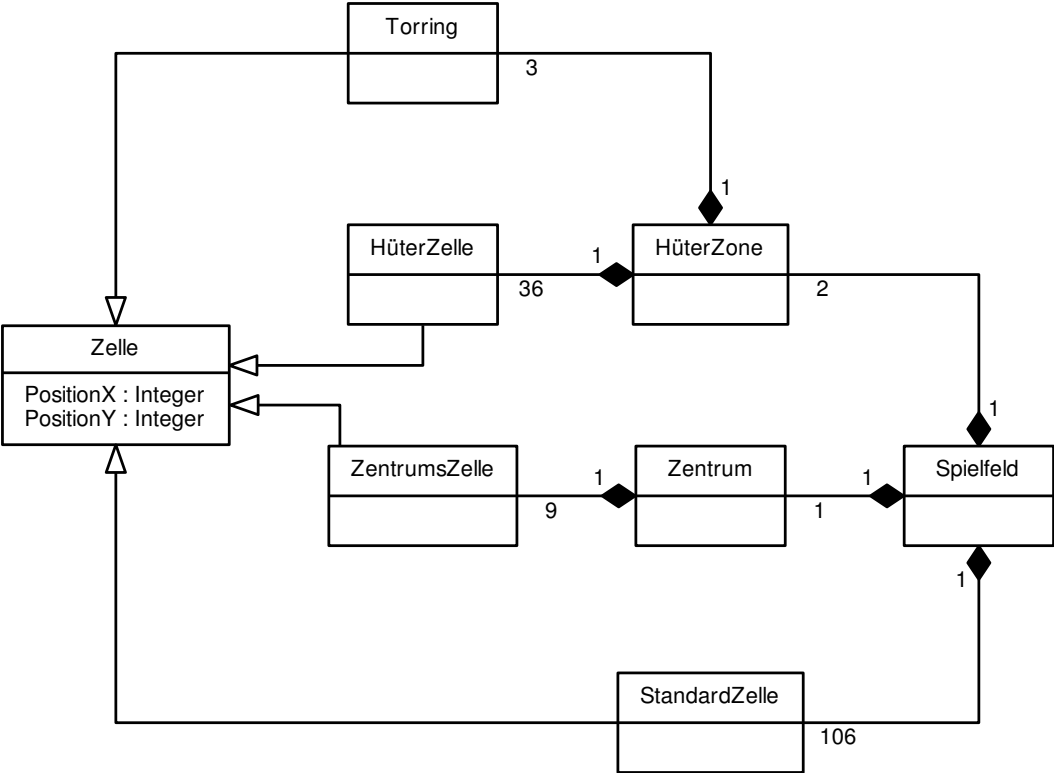 Torring
3
1
HüterZelle
1
36
HüterZone
2
1
Zelle
PositionX : Integer
PositionY : Integer
ZentrumsZelle
1
9
Zentrum
1
1
Spielfeld
1
StandardZelle
106